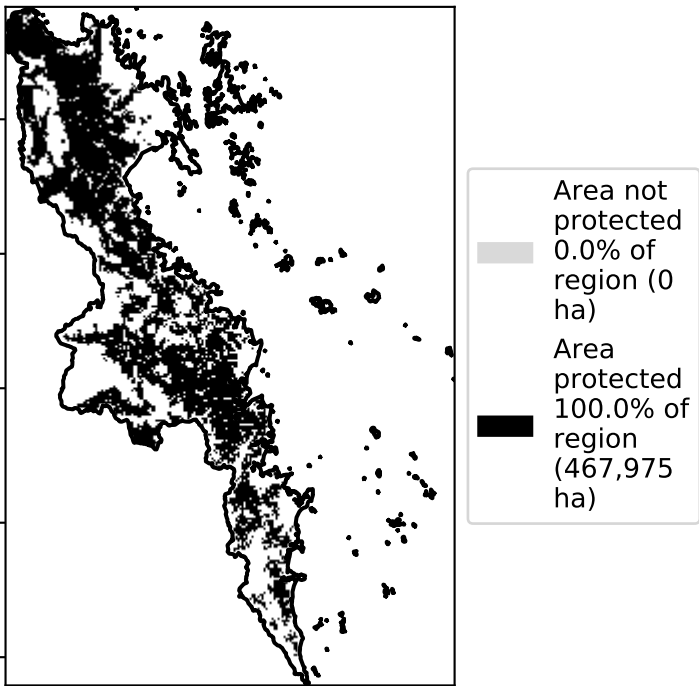 Area not
protected
0.0% of
region (0
ha)
Area
protected
100.0% of
region
(467,975
ha)